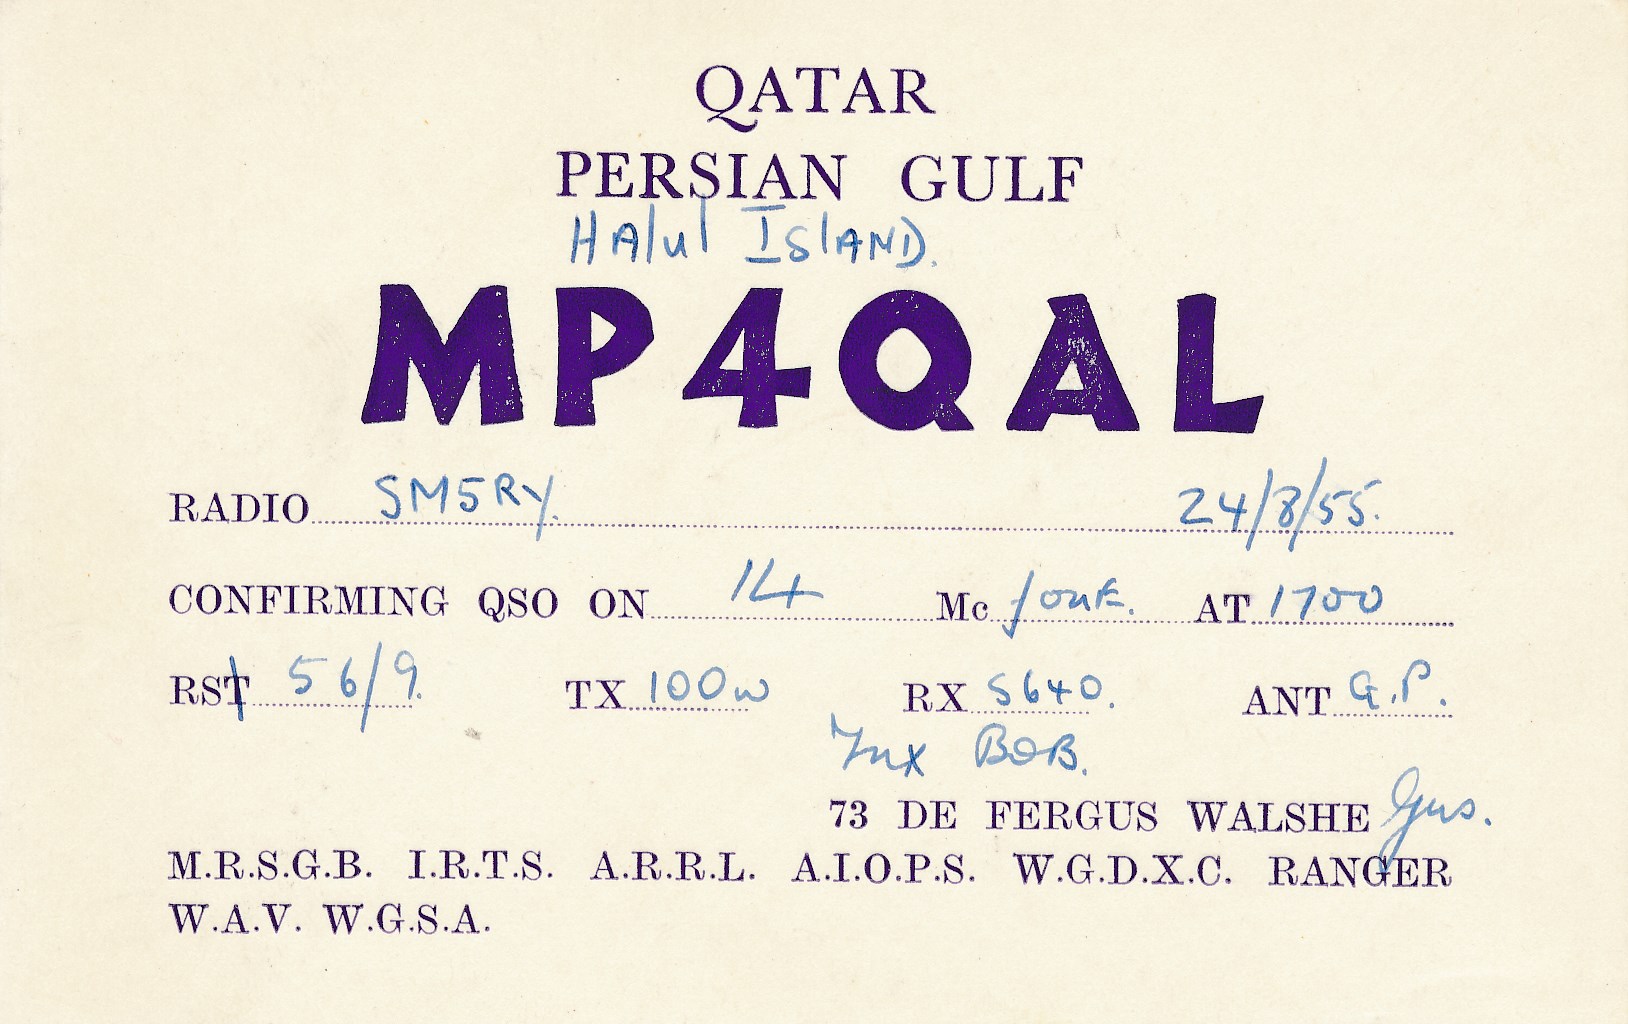 QATAR
PERSIAN GULF
Halul Island.
MP4QAL
RADIO SM5RY. 24/8/55.
CONFIRMING QSO ON 14 Mc fone. AT 1700
RST 56/9. TX 100w RX S640. ANT G.P.
Tnx BOB.
73 DE FERGUS WALSHE Gus.
M.R.S.G.B. I.R.T.S. A.R.R.L. A.I.O.P.S. W.G.D.X.C. RANGER
W.A.V. W.G.S.A.